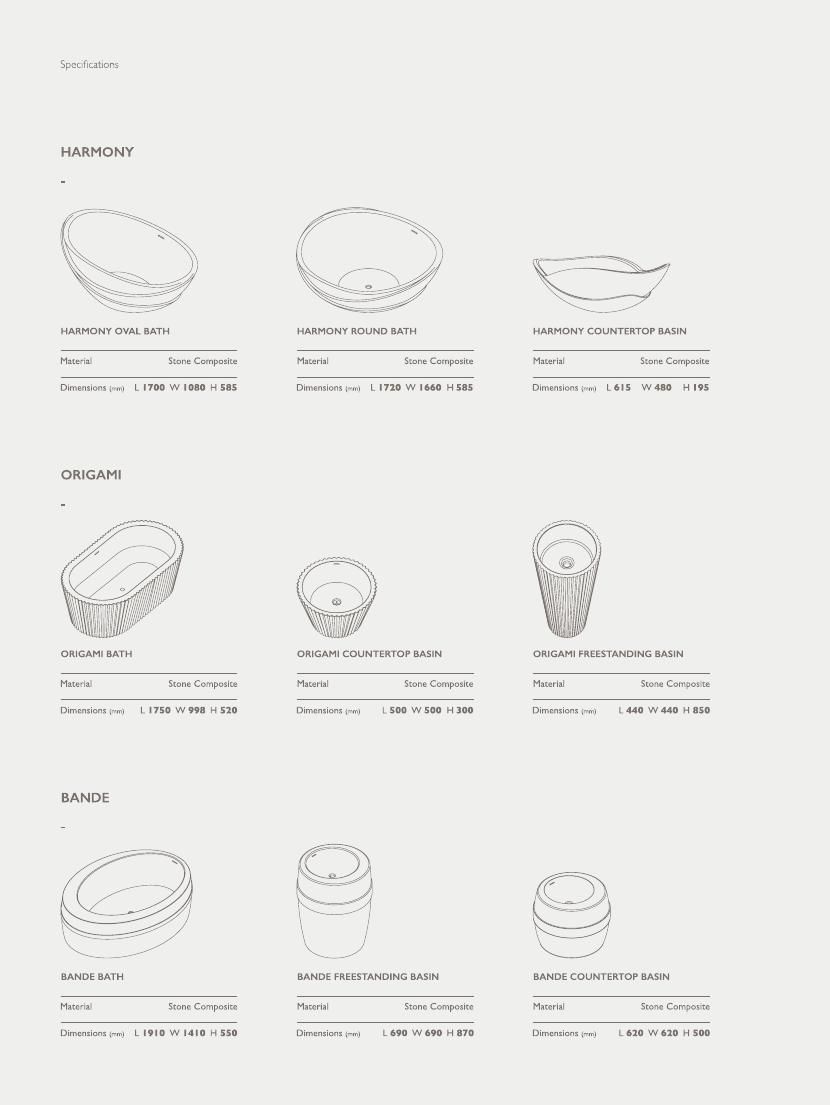 Specifications
HARMONY
-
HARMONY OVAL BATH
Material Stone Composite
Dimensions (mm) L 1700 W 1080 H 585
HARMONY ROUND BATH
Material Stone Composite
Dimensions (mm) L 1720 W 1660 H 585
HARMONY COUNTERTOP BASIN
Material Stone Composite
Dimensions (mm) L 615 W 480 H 195
ORIGAMI
-
ORIGAMI BATH
Material Stone Composite
Dimensions (mm) L 1750 W 998 H 520
ORIGAMI COUNTERTOP BASIN
Material Stone Composite
Dimensions (mm) L 500 W 500 H 300
ORIGAMI FREESTANDING BASIN
Material Stone Composite
Dimensions (mm) L 440 W 440 H 850
BANDE
-
BANDE BATH
Material Stone Composite
Dimensions (mm) L 1910 W 1410 H 550
BANDE FREESTANDING BASIN
Material Stone Composite
Dimensions (mm) L 690 W 690 H 870
BANDE COUNTERTOP BASIN
Material Stone Composite
Dimensions (mm) L 620 W 620 H 500